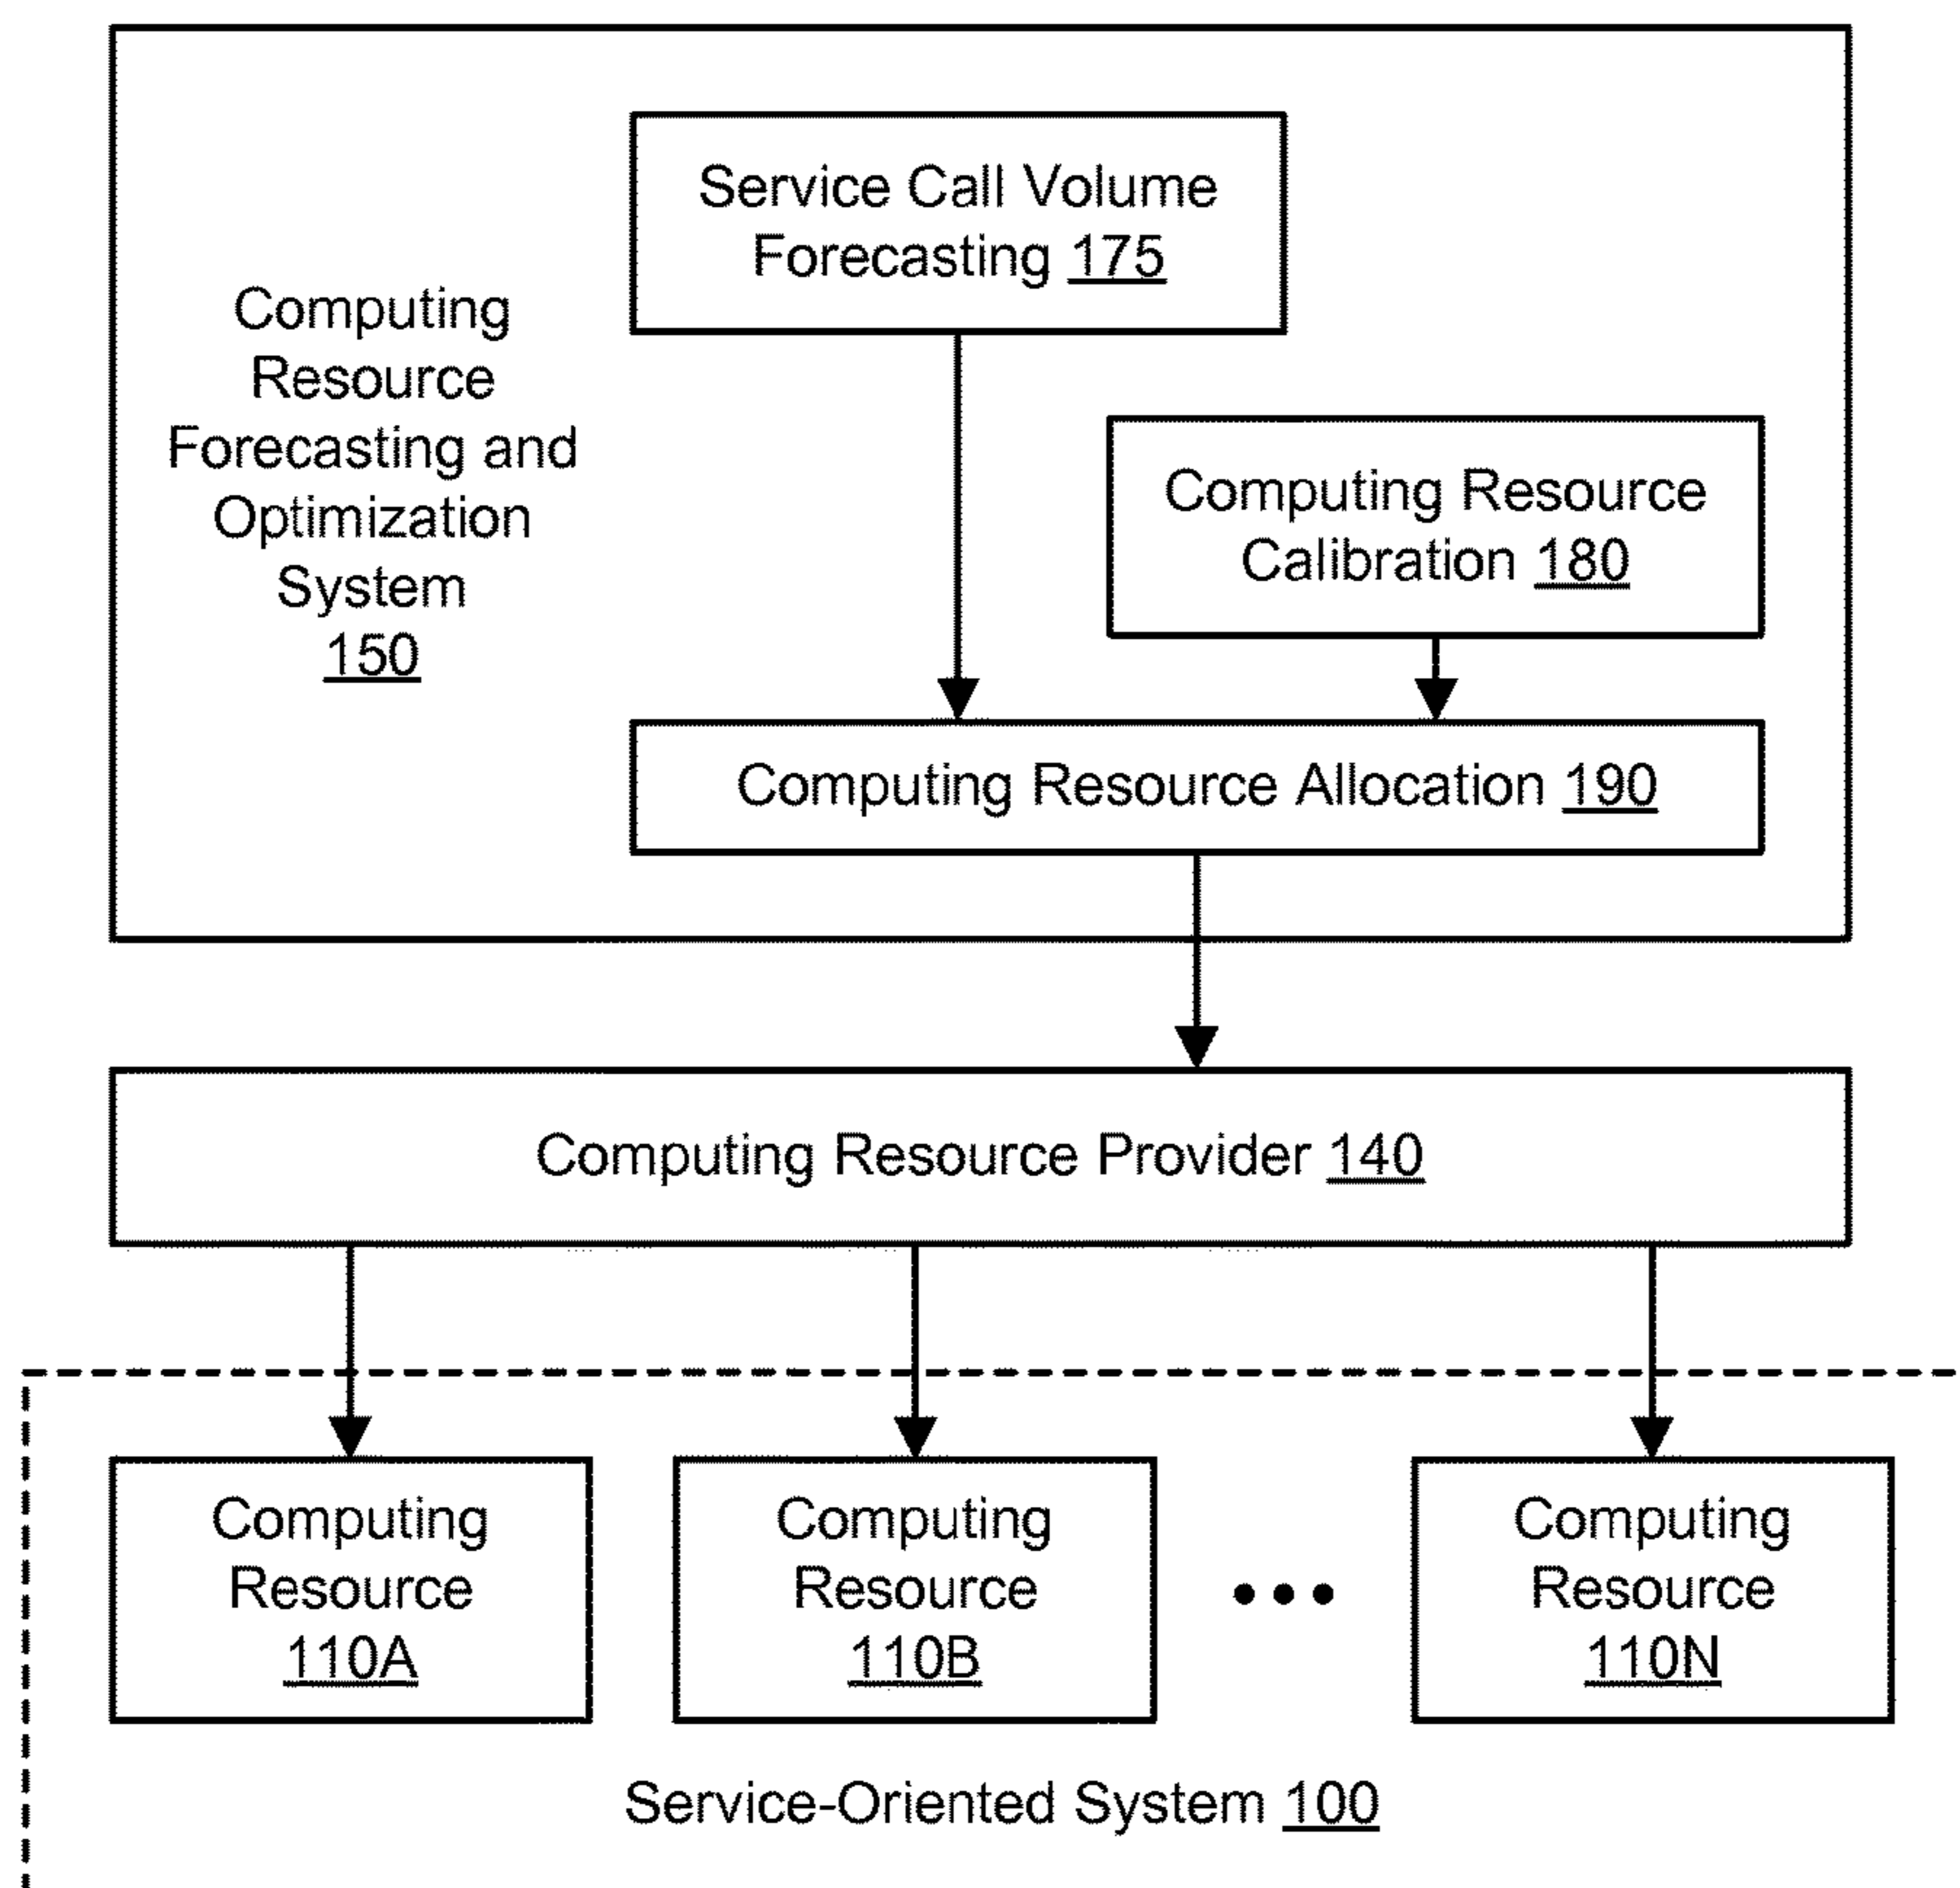 Service Call Volume
Forecasting 175
Computing
Resource
Forecasting and
Optimization
System
150
Computing Resource
Calibration 180
Computing Resource Allocation 190
Computing Resource Provider 140
Computing
Resource
110A
Computing
Resource
110B
Computing
Resource
110N
Service-Oriented System 100